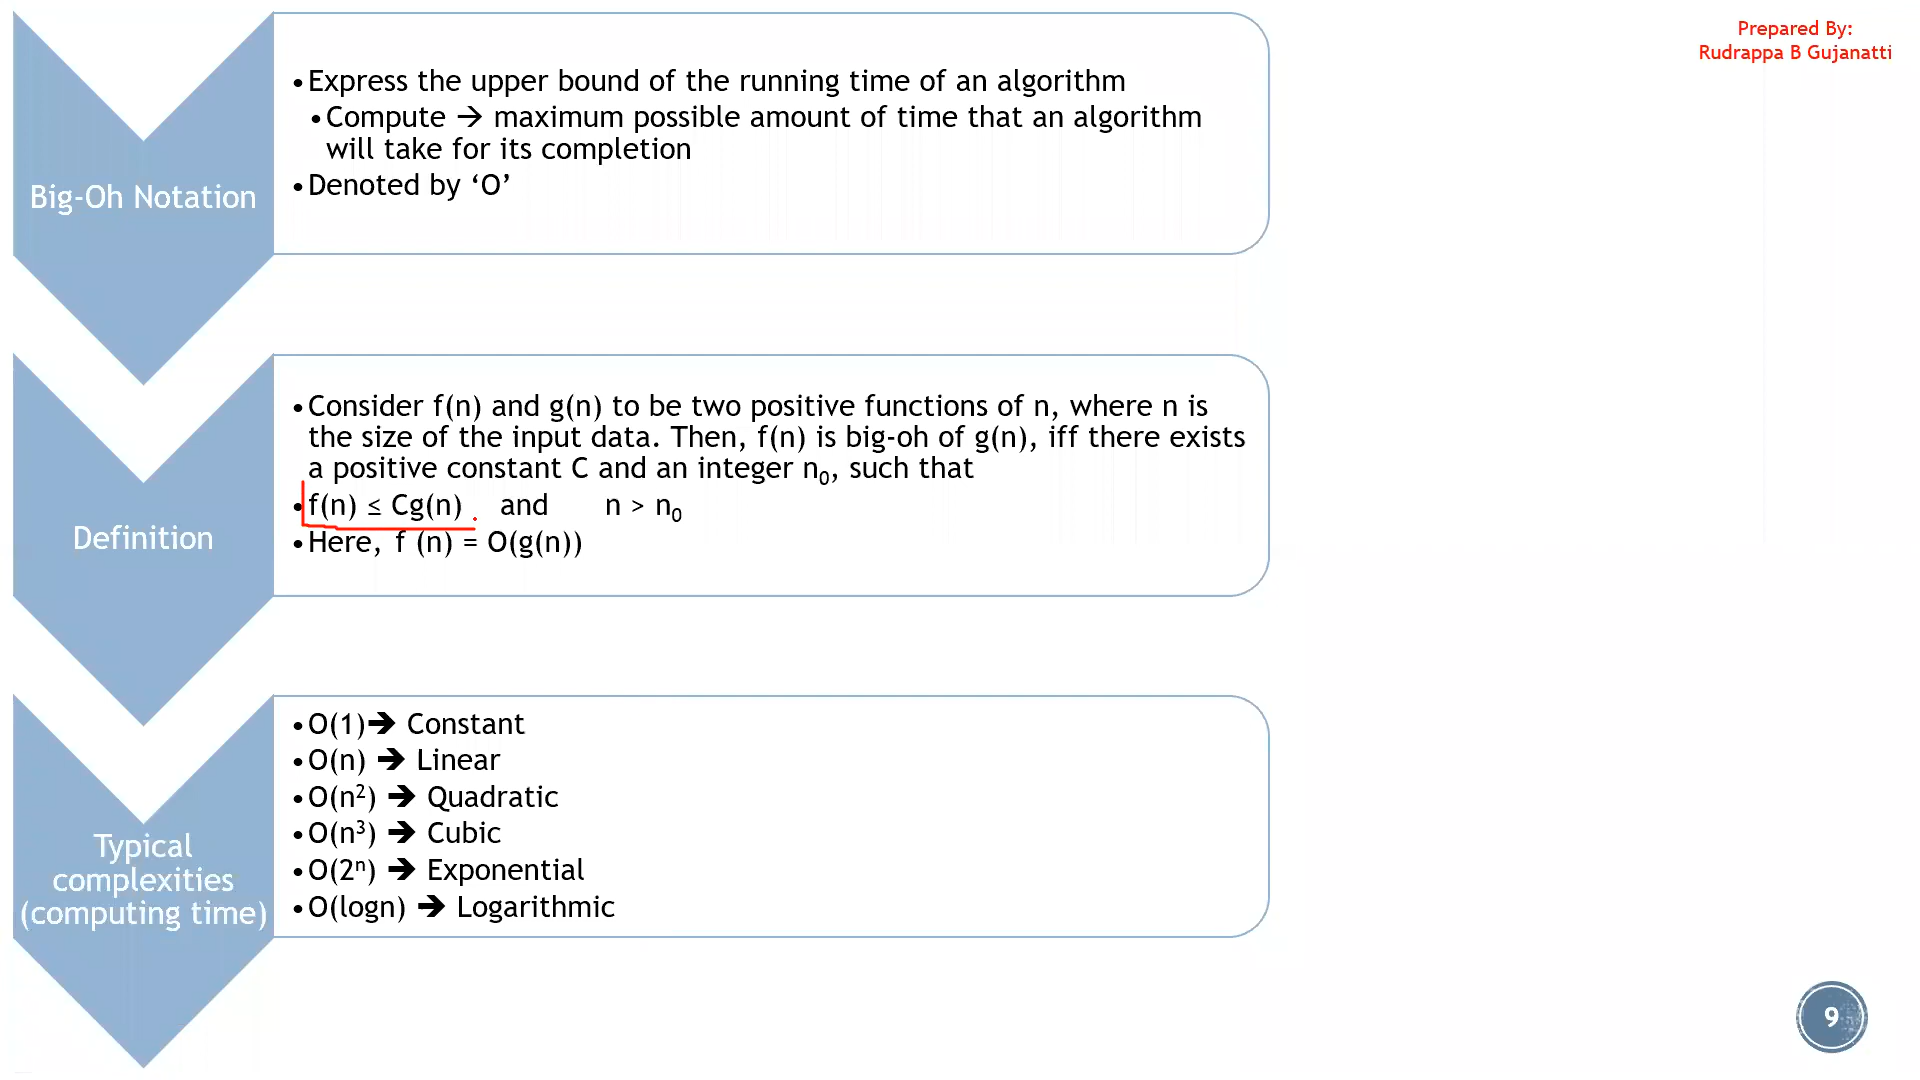 Prepared By:
Rudrappa B Gujanatti
Big-Oh Notation
•Express the upper bound of the running time of an algorithm
•Compute → maximum possible amount of time that an algorithm
will take for its completion
•Denoted by ‘O’
Definition
•Consider f(n) and g(n) to be two positive functions of n, where n is
the size of the input data. Then, f(n) is big-oh of g(n), iff there exists
a positive constant C and an integer n₀, such that
•f(n) ≤ Cg(n) and n > n₀
•Here, f (n) = O(g(n))
Typical
complexities
(computing time)
•O(1)➔ Constant
•O(n) ➔ Linear
•O(n²) ➔ Quadratic
•O(n³) ➔ Cubic
•O(2ⁿ) ➔ Exponential
•O(logn) ➔ Logarithmic
9